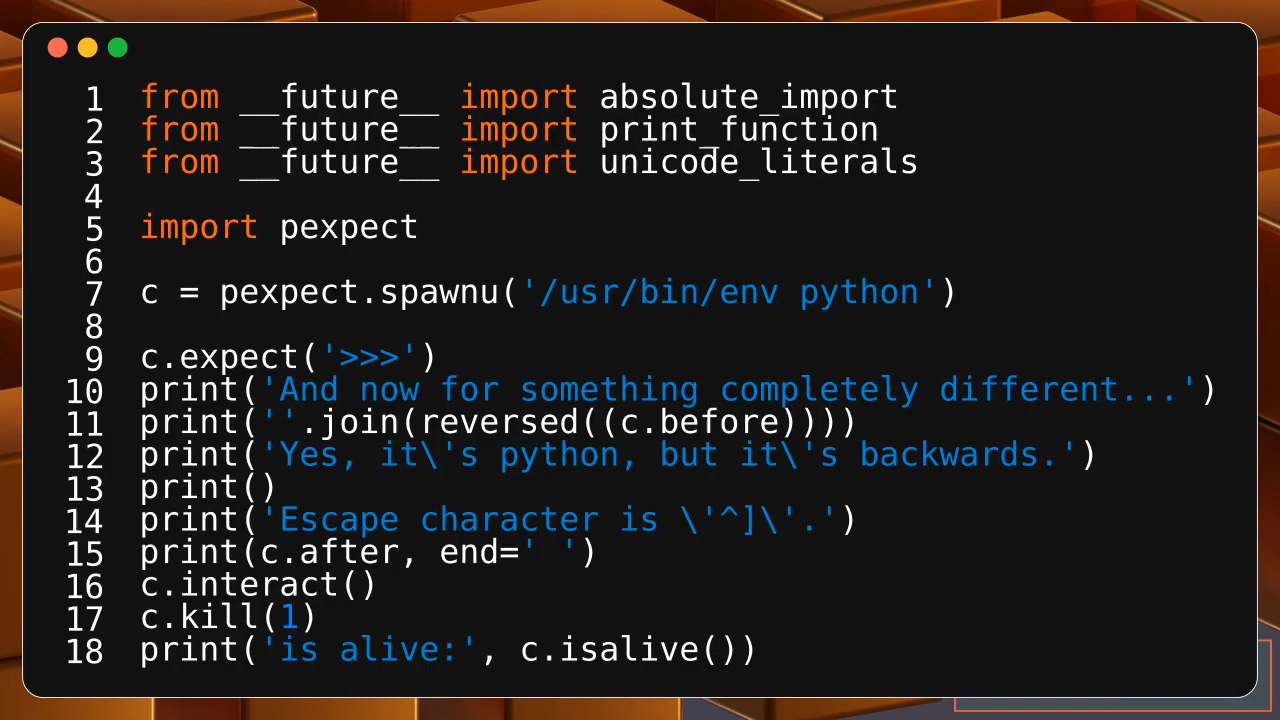 1 from __future__ import absolute_import
2 from __future__ import print_function
3 from __future__ import unicode_literals
4
5 import pexpect
6
7 c = pexpect.spawnu('/usr/bin/env python')
8
9 c.expect('>>>')
10 print('And now for something completely different...')
11 print(''.join(reversed((c.before))))
12 print('Yes, it\'s python, but it\'s backwards.')
13 print()
14 print('Escape character is \'^]\'.')
15 print(c.after, end=' ')
16 c.interact()
17 c.kill(1)
18 print('is alive:', c.isalive())